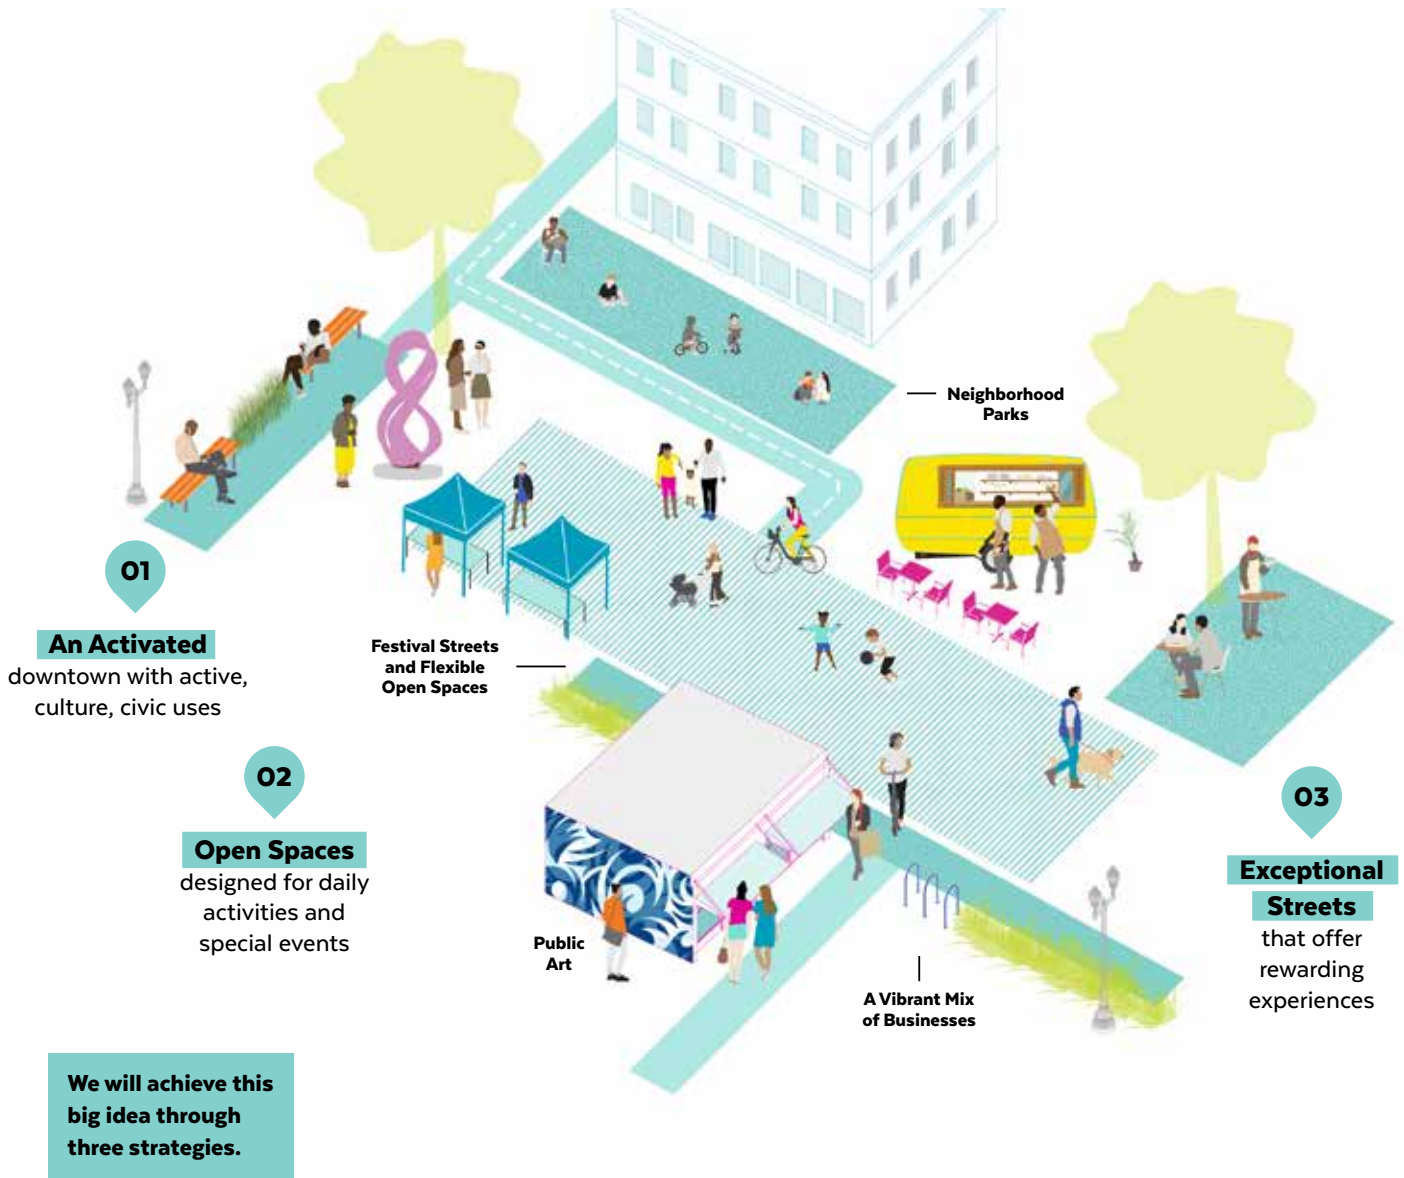 Neighborhood
Parks
01
An Activated
downtown with active,
culture, civic uses
Festival Streets
and Flexible
Open Spaces
02
Open Spaces
designed for daily
activities and
special events
03
Exceptional
Streets
that offer
rewarding
experiences
Public
Art
A Vibrant Mix
of Businesses
We will achieve this
big idea through
three strategies.